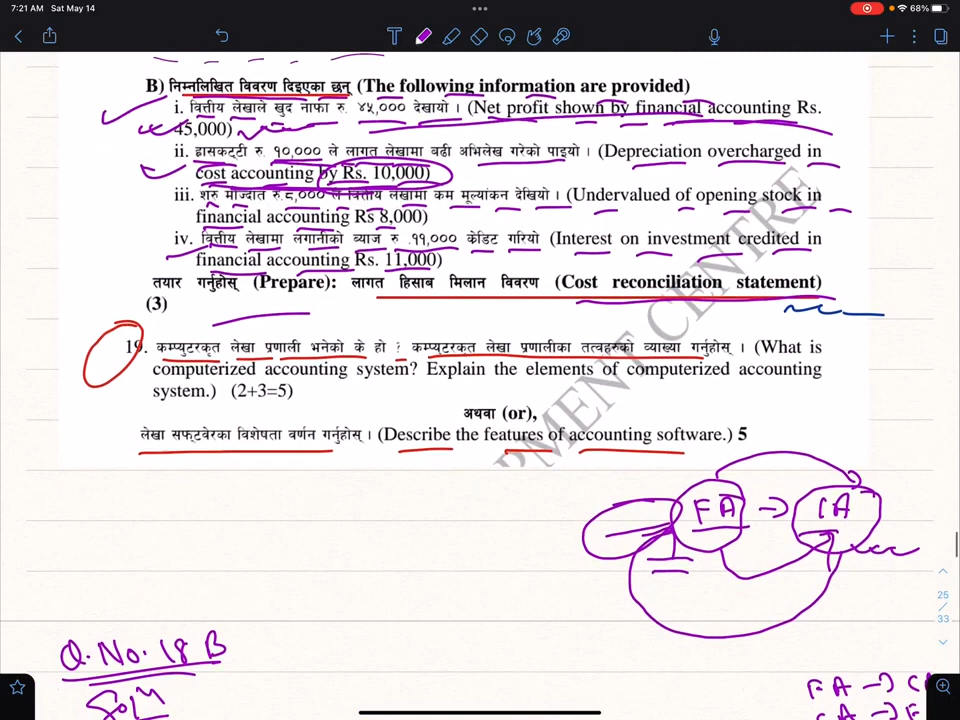 7:21 AM Sat May 14
68%
B) निम्नलिखित विवरण दिइएका छन् (The following information are provided)
i. वित्तीय लेखाले खुद नाफा रु. ४५,००० देखायो । (Net profit shown by financial accounting Rs.
45,000)
ii. ह्रासकट्टी रु. १०,००० ले लागत लेखामा बढी अभिलेख गरेको पाइयो । (Depreciation overcharged in
cost accounting by Rs. 10,000)
iii. शुरु मौज्दात रु.८,००० ले वित्तीय लेखामा कम मूल्यांकन देखियो । (Undervalued of opening stock in
financial accounting Rs 8,000)
iv. वित्तीय लेखामा लगानीको व्याज रु .११,००० क्रेडिट गरियो (Interest on investment credited in
financial accounting Rs. 11,000)
तयार गर्नुहोस् (Prepare): लागत हिसाब मिलान विवरण (Cost reconciliation statement)
(3)
19. कम्प्युटरकृत लेखा प्रणाली भनेको के हो ? कम्प्युटरकृत लेखा प्रणालीका तत्वहरुको व्याख्या गर्नुहोस् । (What is
computerized accounting system? Explain the elements of computerized accounting
system.) (2+3=5)
अथवा (or),
लेखा सफ्टवेरका विशेषता वर्णन गर्नुहोस् । (Describe the features of accounting software.) 5
OPMENT CENTRE
FA → CA
25
/
33
Q. No. 18 B
Sol^n
FA → C
CA → F